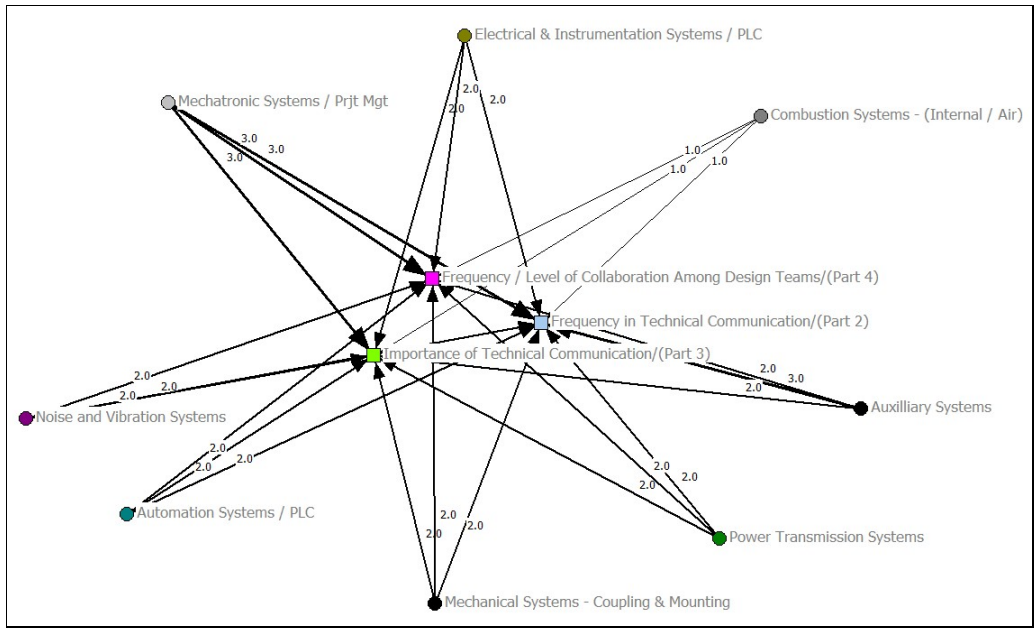 Electrical & Instrumentation Systems / PLC
2.0
2.0
Mechatronic Systems / Prjt Mgt
3.0
3.0
Combustion Systems - (Internal / Air)
1.0
1.0
1.0
Frequency / Level of Collaboration Among Design Teams/(Part 4)
Frequency in Technical Communication/(Part 2)
Importance of Technical Communication/(Part 3)
2.0
2.0
2.0
Noise and Vibration Systems
2.0
3.0
2.0
Auxilliary Systems
2.0
2.0
2.0
Automation Systems / PLC
2.0
2.0
2.0
Power Transmission Systems
2.0
2.0
2.0
Mechanical Systems - Coupling & Mounting